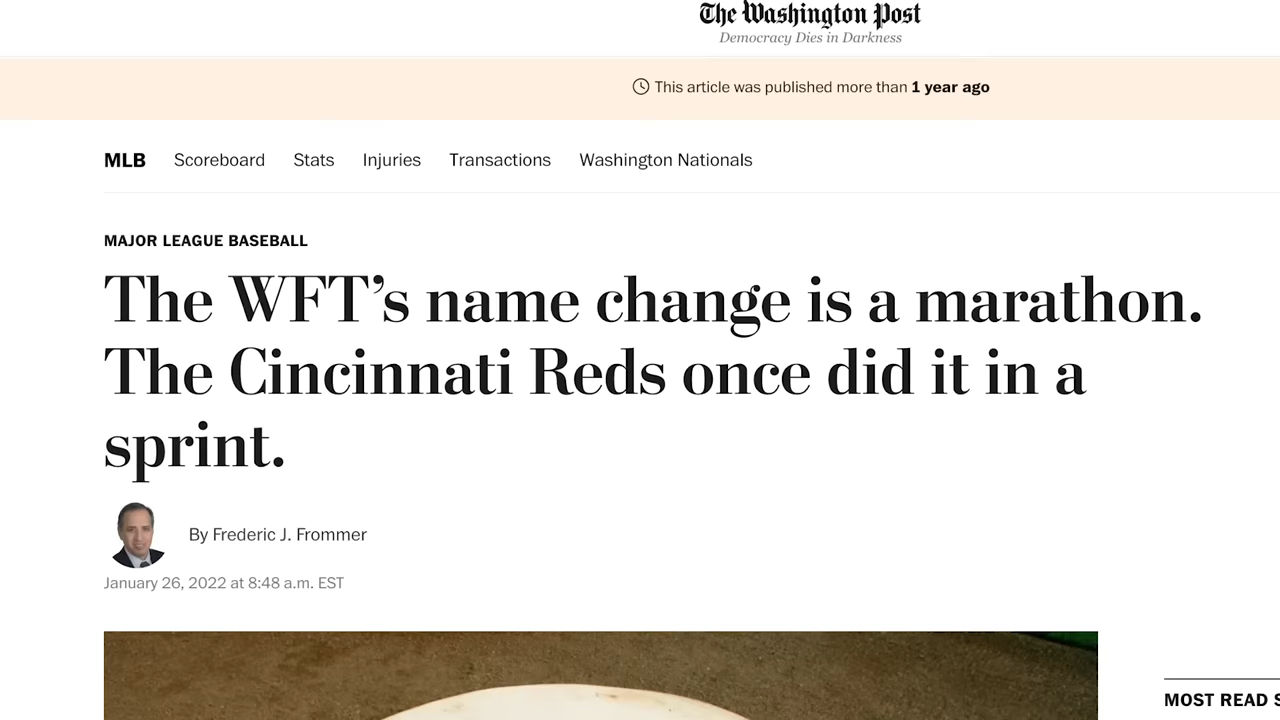 The Washington Post
Democracy Dies in Darkness
This article was published more than 1 year ago
MLB Scoreboard Stats Injuries Transactions Washington Nationals
MAJOR LEAGUE BASEBALL
The WFT’s name change is a marathon.
The Cincinnati Reds once did it in a
sprint.
By Frederic J. Frommer
January 26, 2022 at 8:48 a.m. EST
MOST READ S